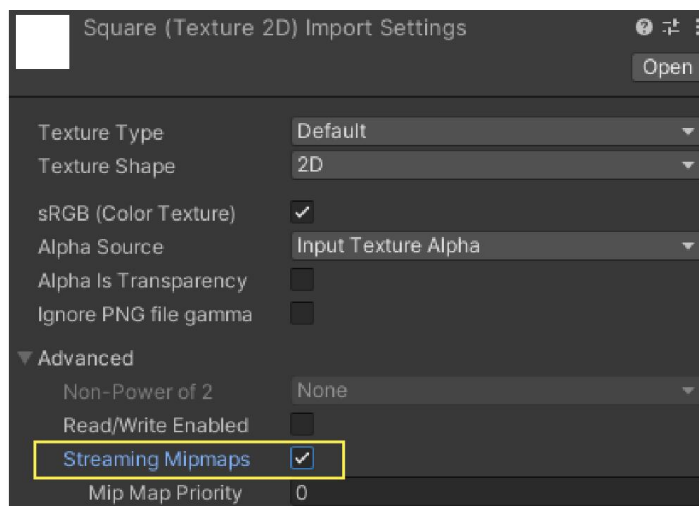 Square (Texture 2D) Import Settings
Open
Texture Type Default
Texture Shape 2D
sRGB (Color Texture)
Alpha Source Input Texture Alpha
Alpha Is Transparency
Ignore PNG file gamma
Advanced
Non-Power of 2 None
Read/Write Enabled
Streaming Mipmaps
Mip Map Priority 0